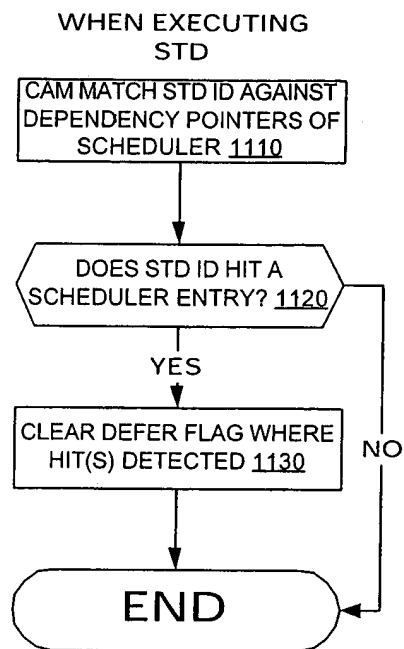 WHEN EXECUTING
STD
CAM MATCH STD ID AGAINST
DEPENDENCY POINTERS OF
SCHEDULER 1110
DOES STD ID HIT A
SCHEDULER ENTRY? 1120
YES
CLEAR DEFER FLAG WHERE
HIT(S) DETECTED 1130
NO
END